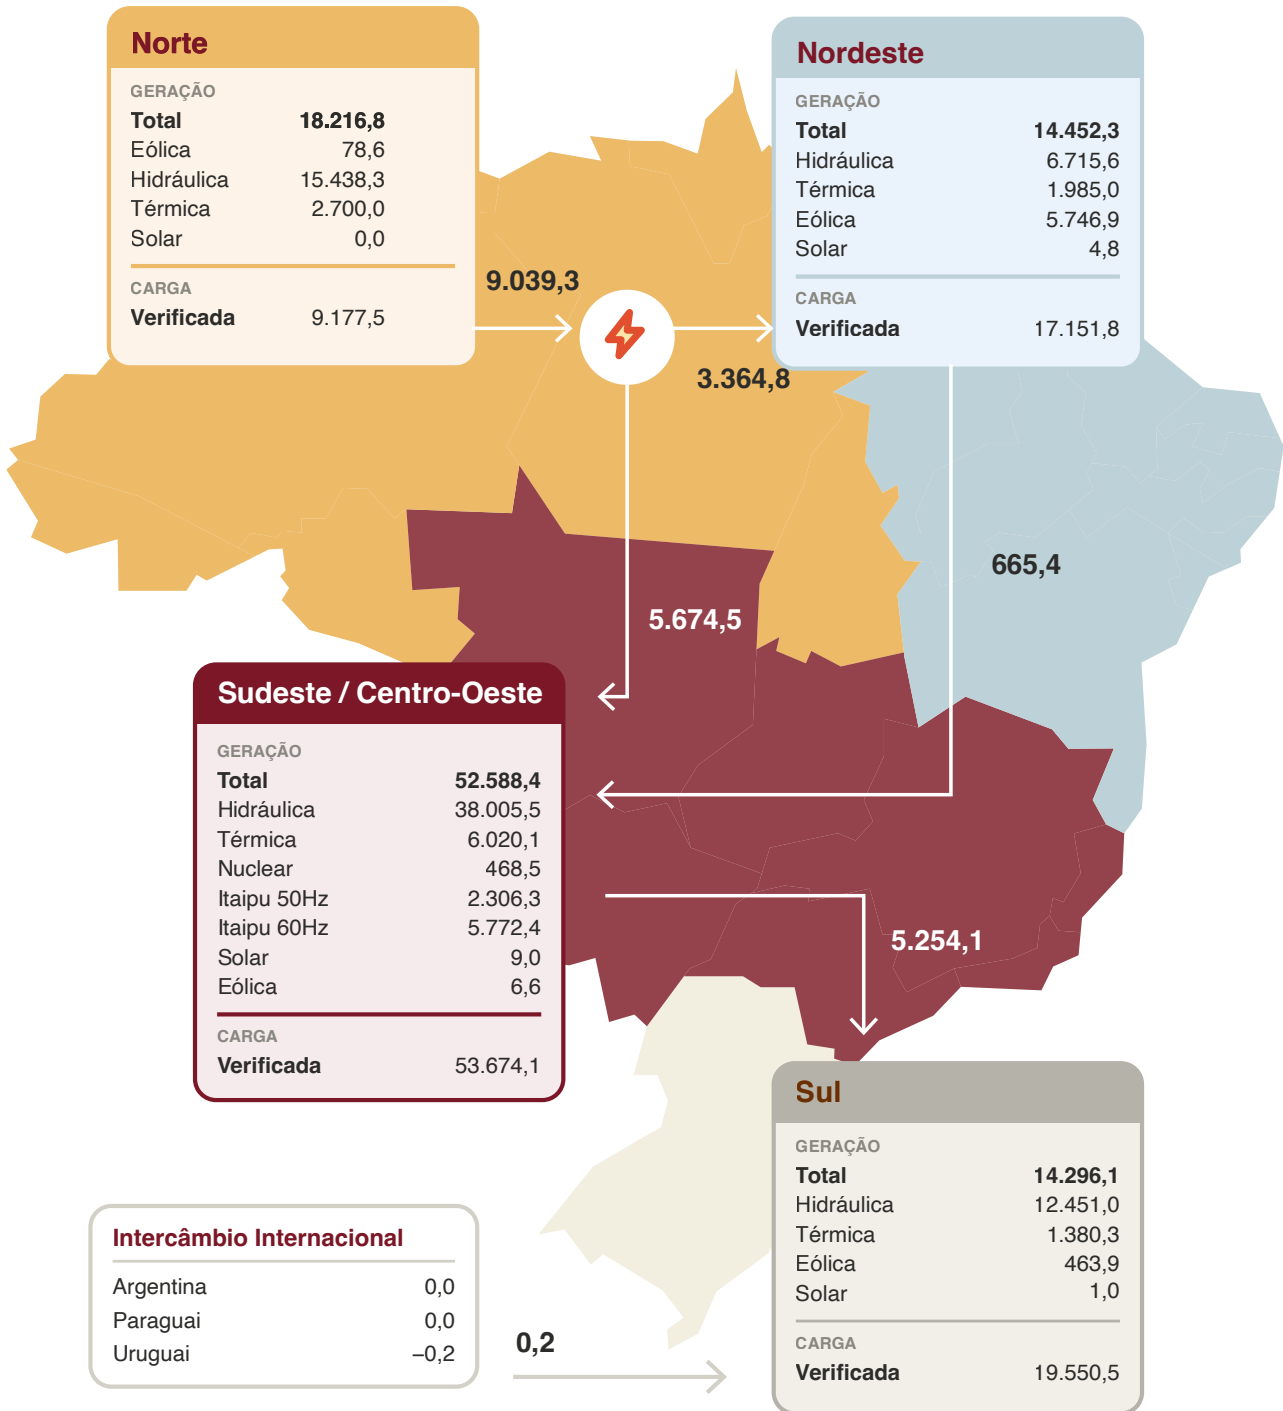 Norte
GERAÇÃO
Total 18.216,8
Eólica 78,6
Hidráulica 15.438,3
Térmica 2.700,0
Solar 0,0
CARGA
Verificada 9.177,5
Nordeste
GERAÇÃO
Total 14.452,3
Hidráulica 6.715,6
Térmica 1.985,0
Eólica 5.746,9
Solar 4,8
CARGA
Verificada 17.151,8
9.039,3
3.364,8
665,4
5.674,5
Sudeste / Centro-Oeste
GERAÇÃO
Total 52.588,4
Hidráulica 38.005,5
Térmica 6.020,1
Nuclear 468,5
Itaipu 50Hz 2.306,3
Itaipu 60Hz 5.772,4
Solar 9,0
Eólica 6,6
CARGA
Verificada 53.674,1
5.254,1
Sul
GERAÇÃO
Total 14.296,1
Hidráulica 12.451,0
Térmica 1.380,3
Eólica 463,9
Solar 1,0
CARGA
Verificada 19.550,5
Intercâmbio Internacional
Argentina 0,0
Paraguai 0,0
Uruguai –0,2
0,2